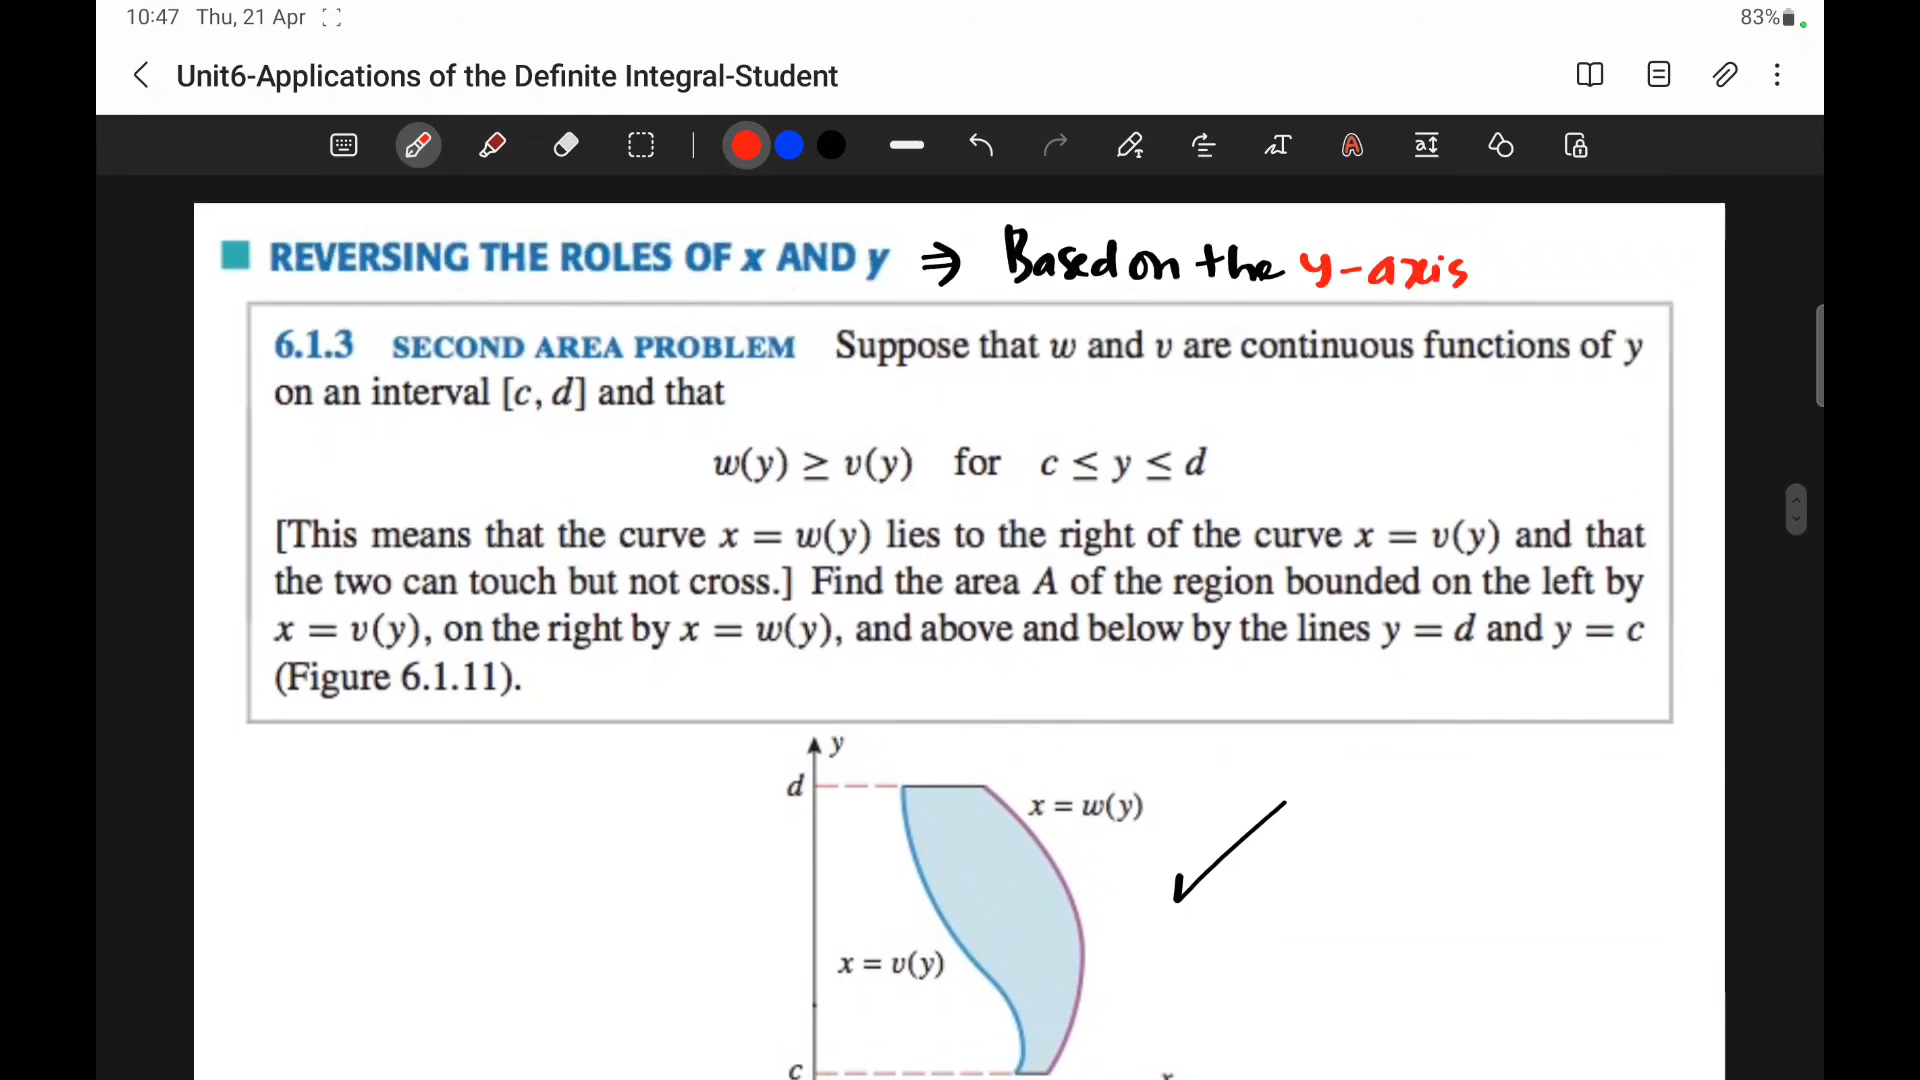 10:47 Thu, 21 Apr
83%
Unit6-Applications of the Definite Integral-Student
REVERSING THE ROLES OF x AND y ⇒ Based on the y-axis
6.1.3 SECOND AREA PROBLEM Suppose that w and v are continuous functions of y
on an interval [c, d] and that
w(y) ≥ v(y) for c ≤ y ≤ d
[This means that the curve x = w(y) lies to the right of the curve x = v(y) and that
the two can touch but not cross.] Find the area A of the region bounded on the left by
x = v(y), on the right by x = w(y), and above and below by the lines y = d and y = c
(Figure 6.1.11).
y
d
x = w(y)
x = v(y)
c
x